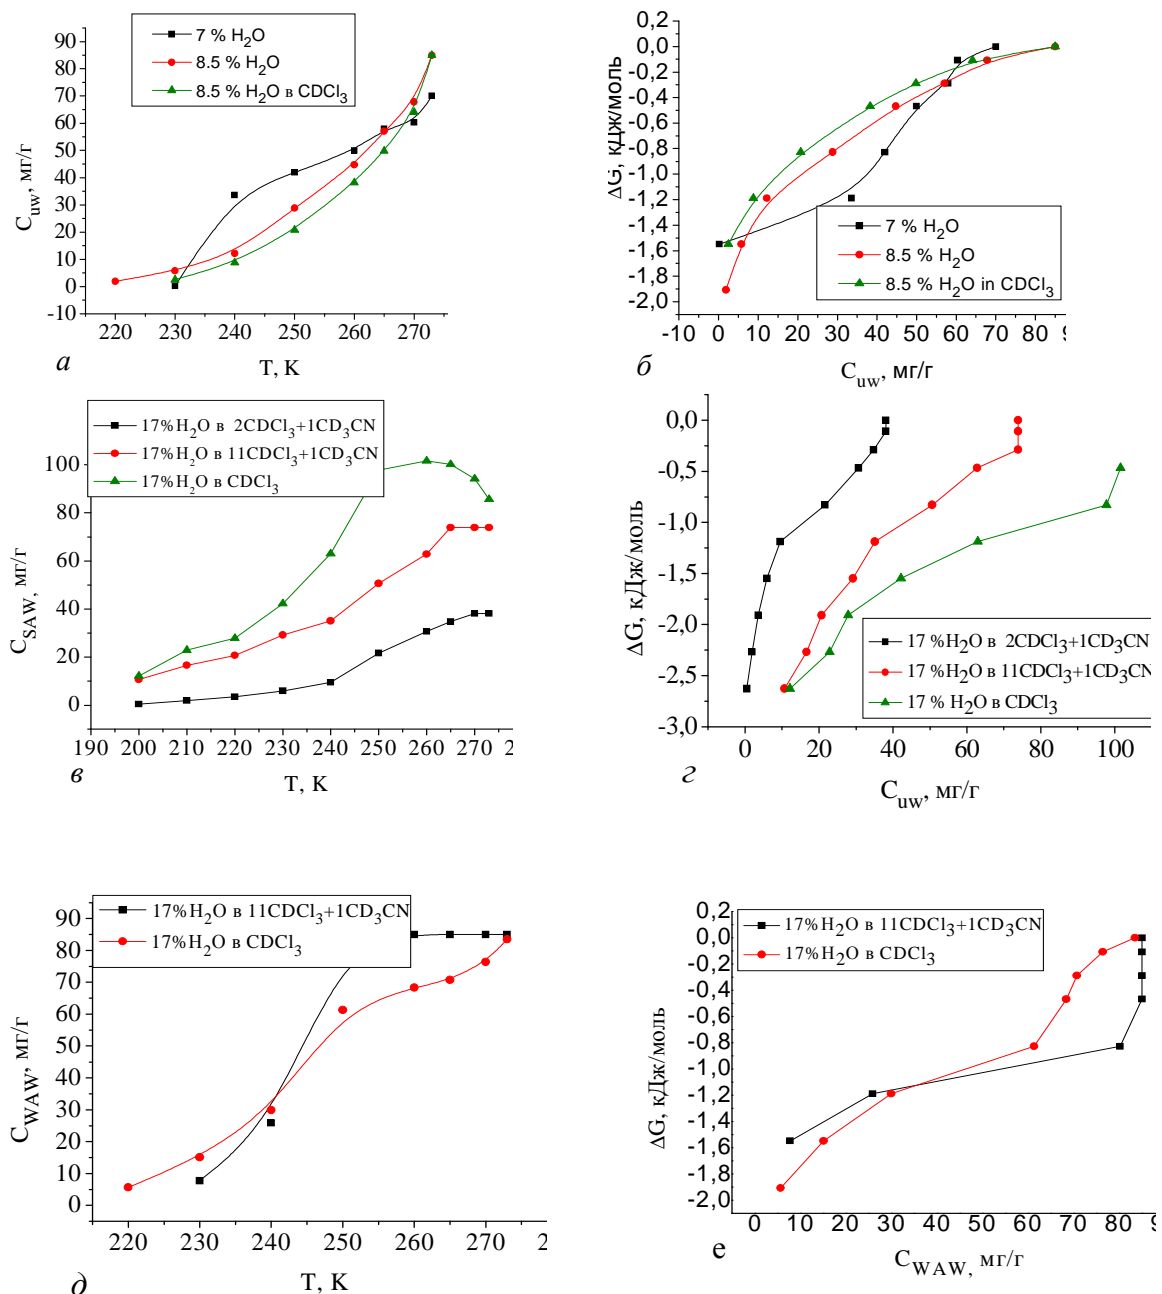 7 % H₂O
8.5 % H₂O
8.5 % H₂O в CDCl₃
90
80
70
60
50
40
30
20
10
0
-10
C_uw, мг/г
220 230 240 250 260 270
T, K
а
0,2
0,0
-0,2
-0,4
-0,6
-0,8
-1,0
-1,2
-1,4
-1,6
-1,8
-2,0
ΔG, кДж/моль
7 % H₂O
8.5 % H₂O
8.5 % H₂O in CDCl₃
-10 0 10 20 30 40 50 60 70 80 9
C_uw, мг/г
б
17%H₂O в 2CDCl₃+1CD₃CN
17%H₂O в 11CDCl₃+1CD₃CN
17%H₂O в CDCl₃
100
80
60
40
20
0
C_SAW, мг/г
190 200 210 220 230 240 250 260 270 2
T, K
в
0,0
-0,5
-1,0
-1,5
-2,0
-2,5
-3,0
ΔG, кДж/моль
17 %H₂O в 2CDCl₃+1CD₃CN
17 %H₂O в 11CDCl₃+1CD₃CN
17 % H₂O в CDCl₃
0 20 40 60 80 100
C_uw, мг/г
г
17%H₂O в 11CDCl₃+1CD₃CN
17%H₂O в CDCl₃
90
80
70
60
50
40
30
20
10
0
C_WAW, мг/г
220 230 240 250 260 270 2
T, K
д
0,2
0,0
-0,2
-0,4
-0,6
-0,8
-1,0
-1,2
-1,4
-1,6
-1,8
-2,0
ΔG, кДж/моль
17%H₂O в 11CDCl₃+1CD₃CN
17%H₂O в CDCl₃
0 10 20 30 40 50 60 70 80 9
C_WAW, мг/г
е